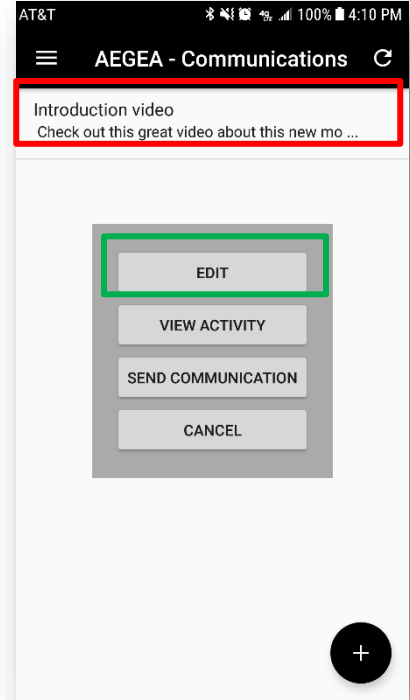 AT&T 4G 100% 4:10 PM
AEGEA - Communications
Introduction video
Check out this great video about this new mo ...
EDIT
VIEW ACTIVITY
SEND COMMUNICATION
CANCEL